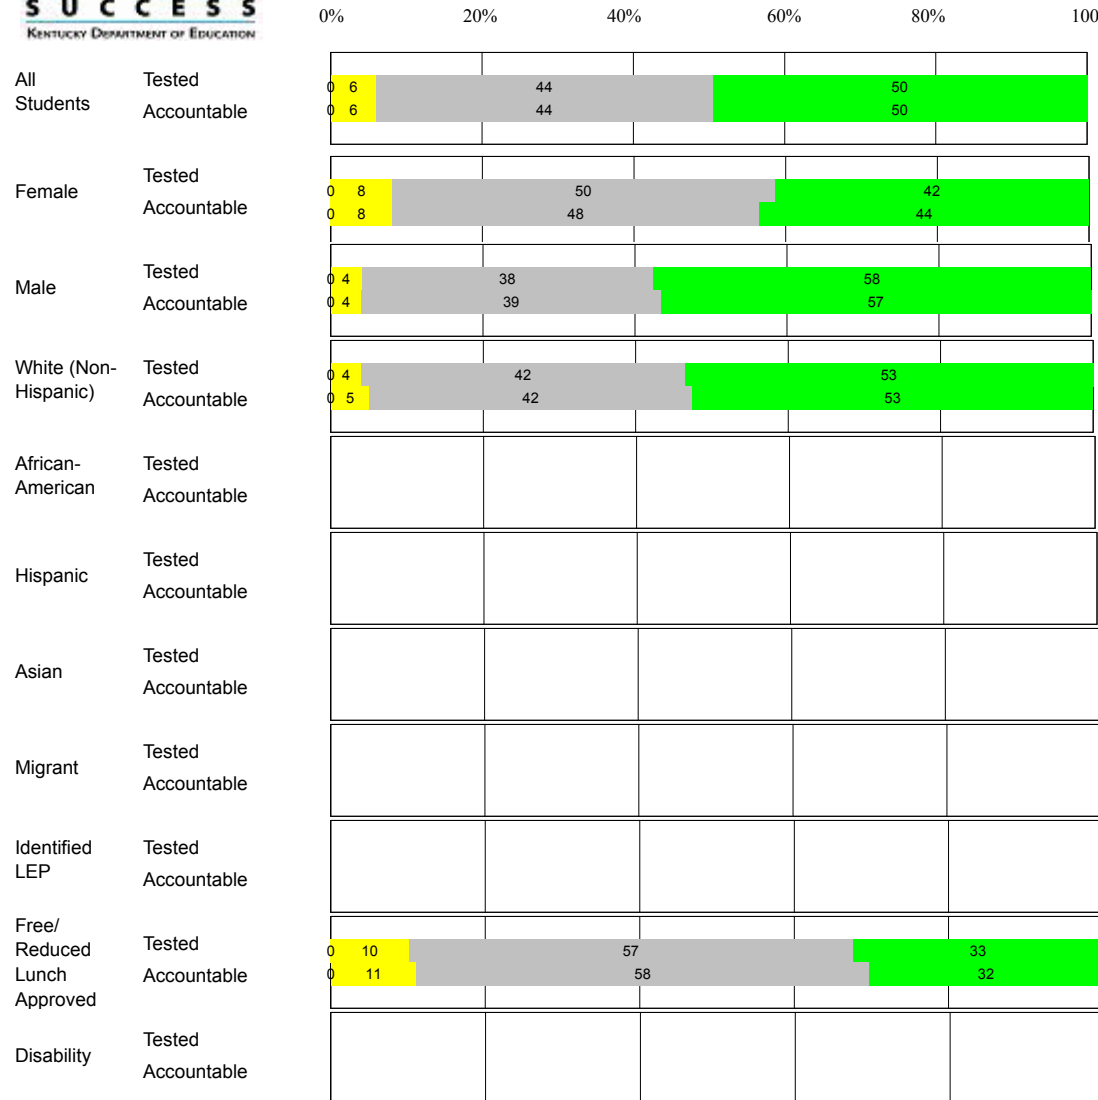 SUCCESS
KENTUCKY DEPARTMENT OF EDUCATION
0% 20% 40% 60% 80% 100
All
Students
Tested
Accountable
0 6 44 50
0 6 44 50
Female
Tested
Accountable
0 8 50 42
0 8 48 44
Male
Tested
Accountable
0 4 38 58
0 4 39 57
White (Non-
Hispanic)
Tested
Accountable
0 4 42 53
0 5 42 53
African-
American
Tested
Accountable
Hispanic
Tested
Accountable
Asian
Tested
Accountable
Migrant
Tested
Accountable
Identified
LEP
Tested
Accountable
Free/
Reduced
Lunch
Approved
Tested
Accountable
0 10 57 33
0 11 58 32
Disability
Tested
Accountable